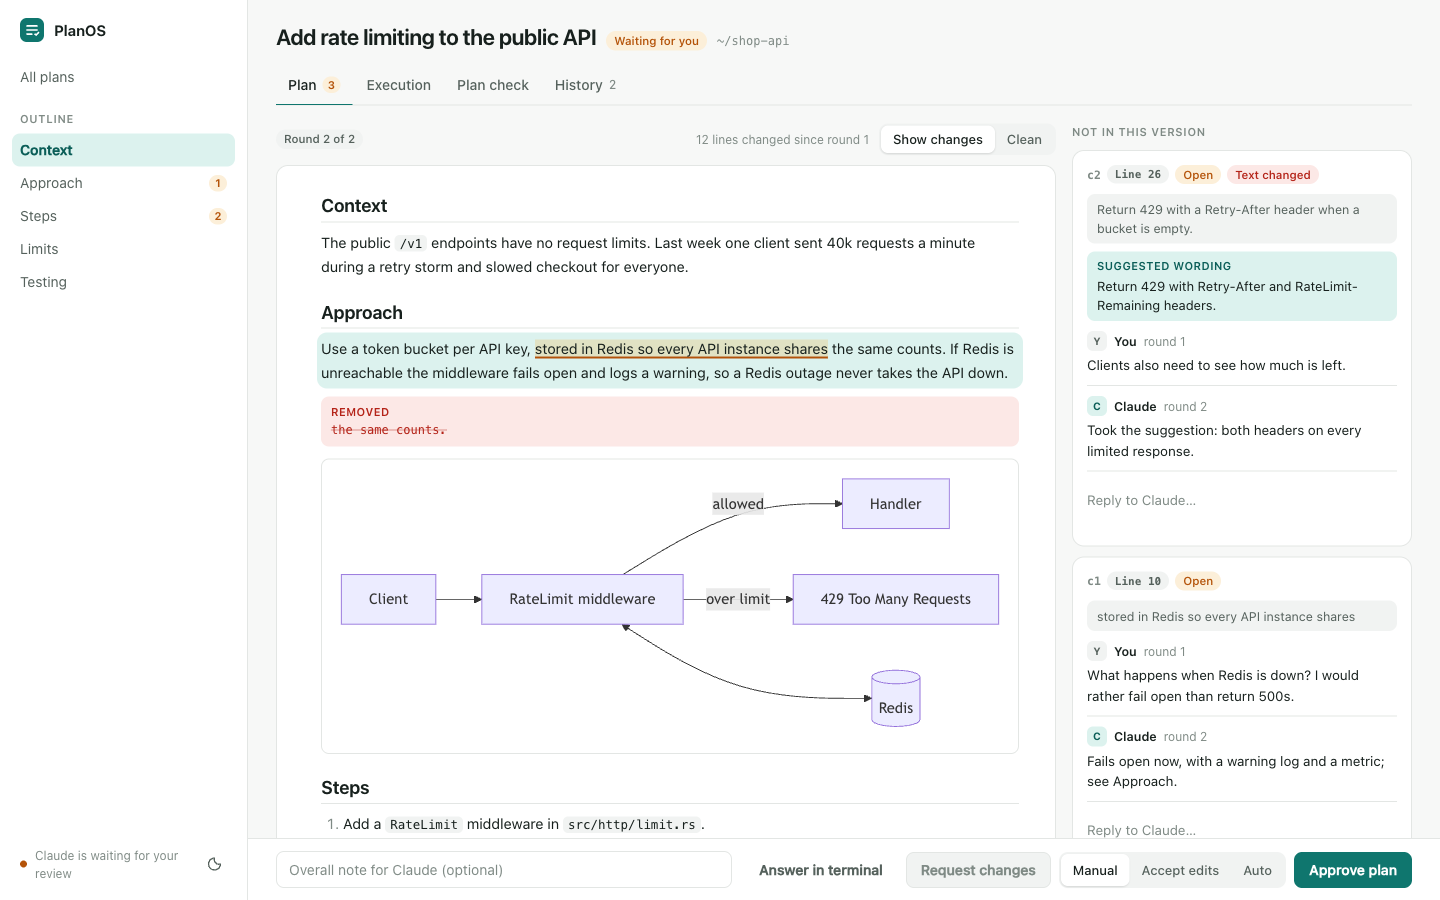 PlanOS
All plans
OUTLINE
Context
Approach 1
Steps 2
Limits
Testing
Claude is waiting for your
review
Add rate limiting to the public API Waiting for you ~/shop-api
Plan 3 Execution Plan check History 2
Round 2 of 2 12 lines changed since round 1 Show changes Clean
Context
The public /v1 endpoints have no request limits. Last week one client sent 40k requests a minute
during a retry storm and slowed checkout for everyone.
Approach
Use a token bucket per API key, stored in Redis so every API instance shares the same counts. If Redis is
unreachable the middleware fails open and logs a warning, so a Redis outage never takes the API down.
REMOVED
the same counts.
allowed
Handler
Client
RateLimit middleware
over limit
429 Too Many Requests
Redis
Steps
1. Add a RateLimit middleware in src/http/limit.rs.
NOT IN THIS VERSION
c2 Line 26 Open Text changed
Return 429 with a Retry-After header when a
bucket is empty.
SUGGESTED WORDING
Return 429 with Retry-After and RateLimit-
Remaining headers.
Y You round 1
Clients also need to see how much is left.
C Claude round 2
Took the suggestion: both headers on every
limited response.
Reply to Claude…
c1 Line 10 Open
stored in Redis so every API instance shares
Y You round 1
What happens when Redis is down? I would
rather fail open than return 500s.
C Claude round 2
Fails open now, with a warning log and a metric;
see Approach.
Reply to Claude…
Overall note for Claude (optional) Answer in terminal Request changes Manual Accept edits Auto Approve plan